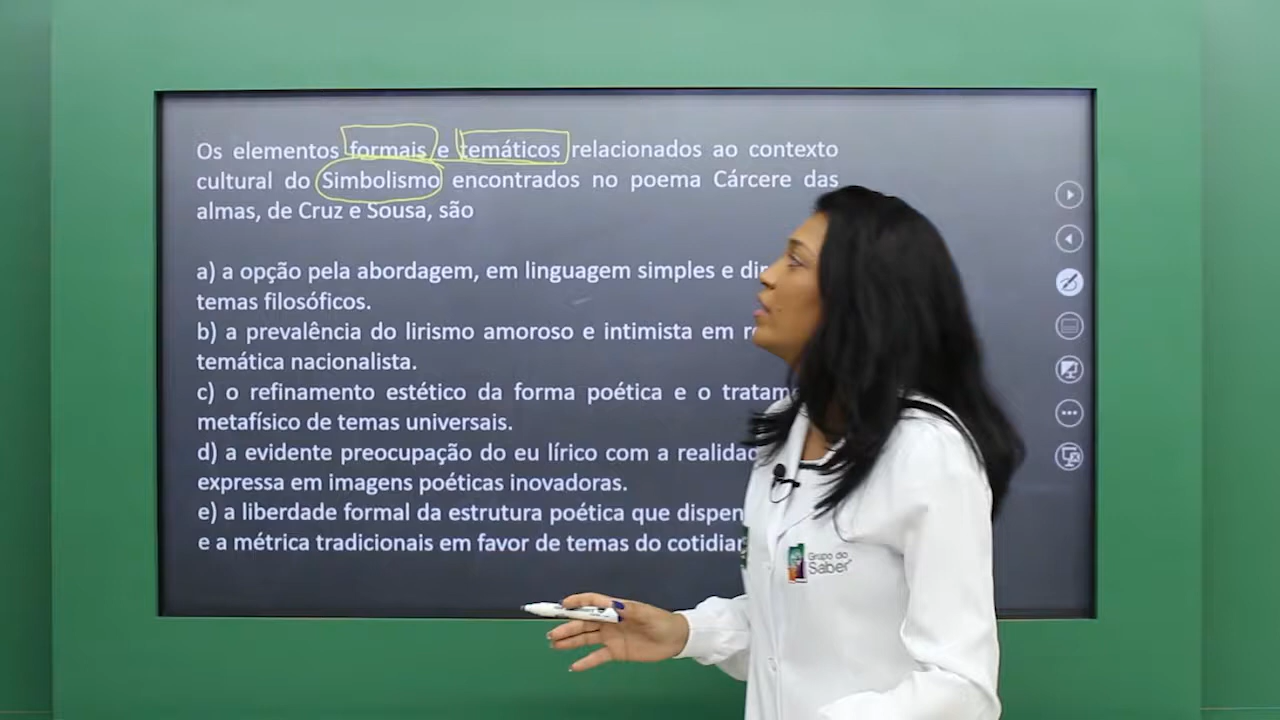 Os elementos formais e temáticos relacionados ao contexto
cultural do Simbolismo encontrados no poema Cárcere das
almas, de Cruz e Sousa, são
a) a opção pela abordagem, em linguagem simples e
temas filosóficos.
b) a prevalência do lirismo amoroso e intimista em
temática nacionalista.
c) o refinamento estético da forma poética e o
metafísico de temas universais.
d) a evidente preocupação do eu lírico com a
expressa em imagens poéticas inovadoras.
e) a liberdade formal da estrutura poética que
e a métrica tradicionais em favor de temas do
Grupo do
Saber